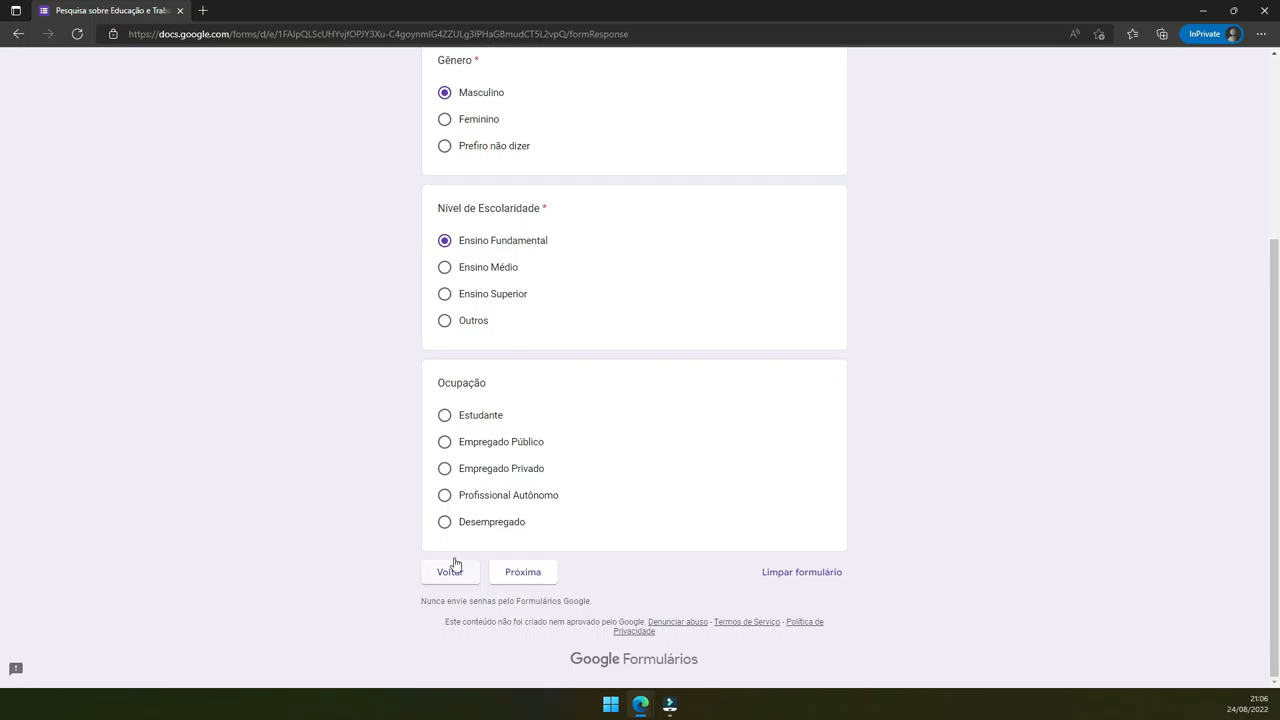 Pesquisa sobre Educação e Trab
https://docs.google.com/forms/d/e/1FAIpQLScUHYvjfOPJY3Xu-C4goynmIG4ZZULg3IPHaGBmudCT5L2vpQ/formResponse
InPrivate
Gênero *
Masculino
Feminino
Prefiro não dizer
Nível de Escolaridade *
Ensino Fundamental
Ensino Médio
Ensino Superior
Outros
Ocupação
Estudante
Empregado Público
Empregado Privado
Profissional Autônomo
Desempregado
Voltar
Próxima
Limpar formulário
Nunca envie senhas pelo Formulários Google.
Este conteúdo não foi criado nem aprovado pelo Google. Denunciar abuso - Termos de Serviço - Política de
Privacidade
Google Formulários
21:06
24/08/2022